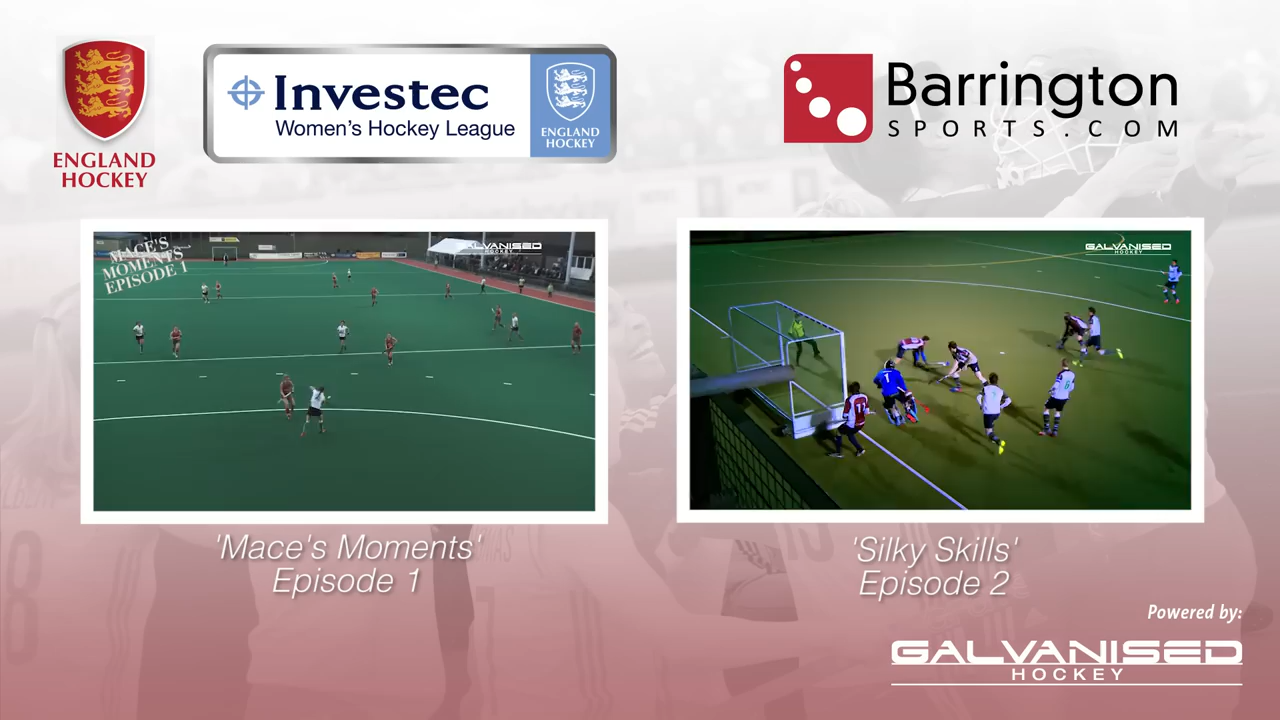 ENGLAND
HOCKEY
Investec
Women's Hockey League
ENGLAND
HOCKEY
Barrington
SPORTS.COM
MACE'S
MOMENTS
EPISODE 1
GALVANISED
HOCKEY
GALVANISED
HOCKEY
'Mace's Moments'
Episode 1
'Silky Skills'
Episode 2
Powered by:
GALVANISED
HOCKEY